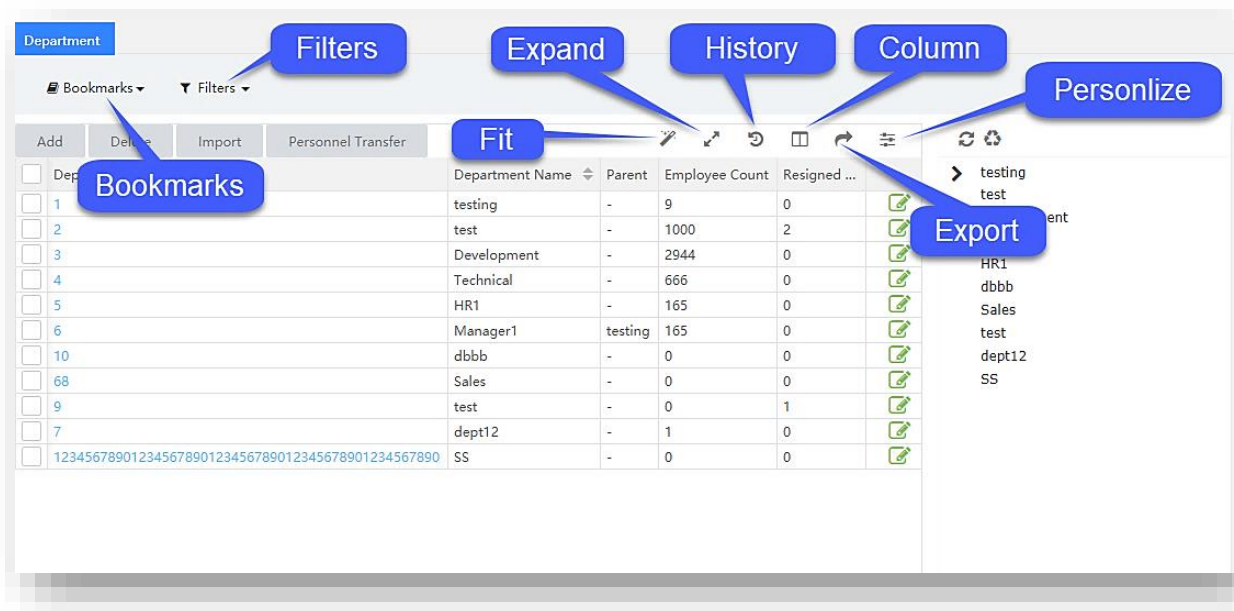 Department
Filters
Expand
History
Column
Personlize
Bookmarks
Filters
Fit
Add
Import
Personnel Transfer
Bookmarks
Department Name Parent Employee Count Resigned ...
Export
1 testing - 9 0
2 test - 1000 2
3 Development - 2944 0
4 Technical - 666 0
5 HR1 - 165 0
6 Manager1 testing 165 0
10 dbbb - 0 0
68 Sales - 0 0
9 test - 0 1
7 dept12 - 1 0
12345678901234567890123456789012345678901234567890 SS - 0 0
testing
test
HR1
dbbb
Sales
test
dept12
SS